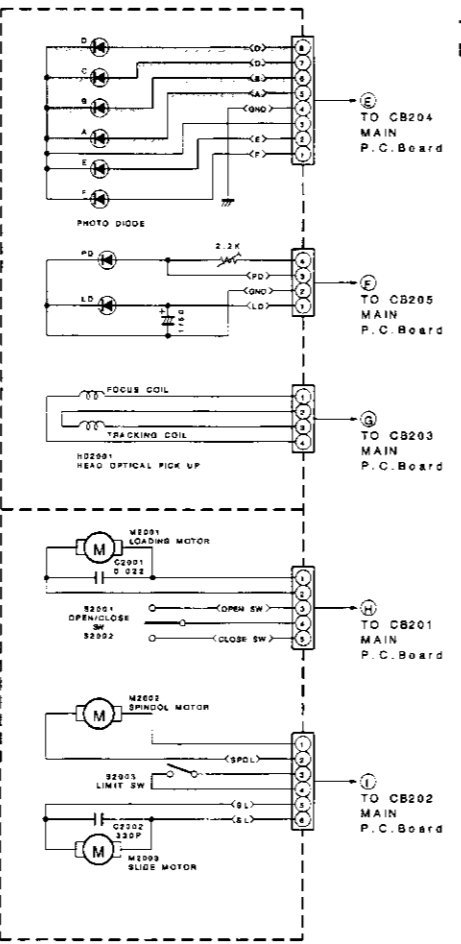 D
<D>
8
C
<D>
7
B
<B>
6
A
<A>
5
<GND>
4
3
E
<E>
2
F
<F>
1
PHOTO DIODE
E
TO CB204
MAIN
P.C.Board
2.2K
PD
4
<PD>
3
<GND>
2
LD
<LD>
1
+
1/50
F
TO CB205
MAIN
P.C.Board
FOCUS COIL
1
2
3
TRACKING COIL
4
HD2001
HEAD OPTICAL PICK UP
G
TO CB203
MAIN
P.C.Board
M2001
LOADING MOTOR
M
C2001
0.022
1
2
S2001
OPEN/CLOSE
SW
S2002
<OPEN SW>
3
4
<CLOSE SW>
5
H
TO CB201
MAIN
P.C.Board
M2002
SPINDOL MOTOR
M
1
<SPDL>
2
S2003
LIMIT SW
3
4
<SL>
5
<SL>
6
C2002
330P
M
M2003
SLIDE MOTOR
I
TO CB202
MAIN
P.C.Board